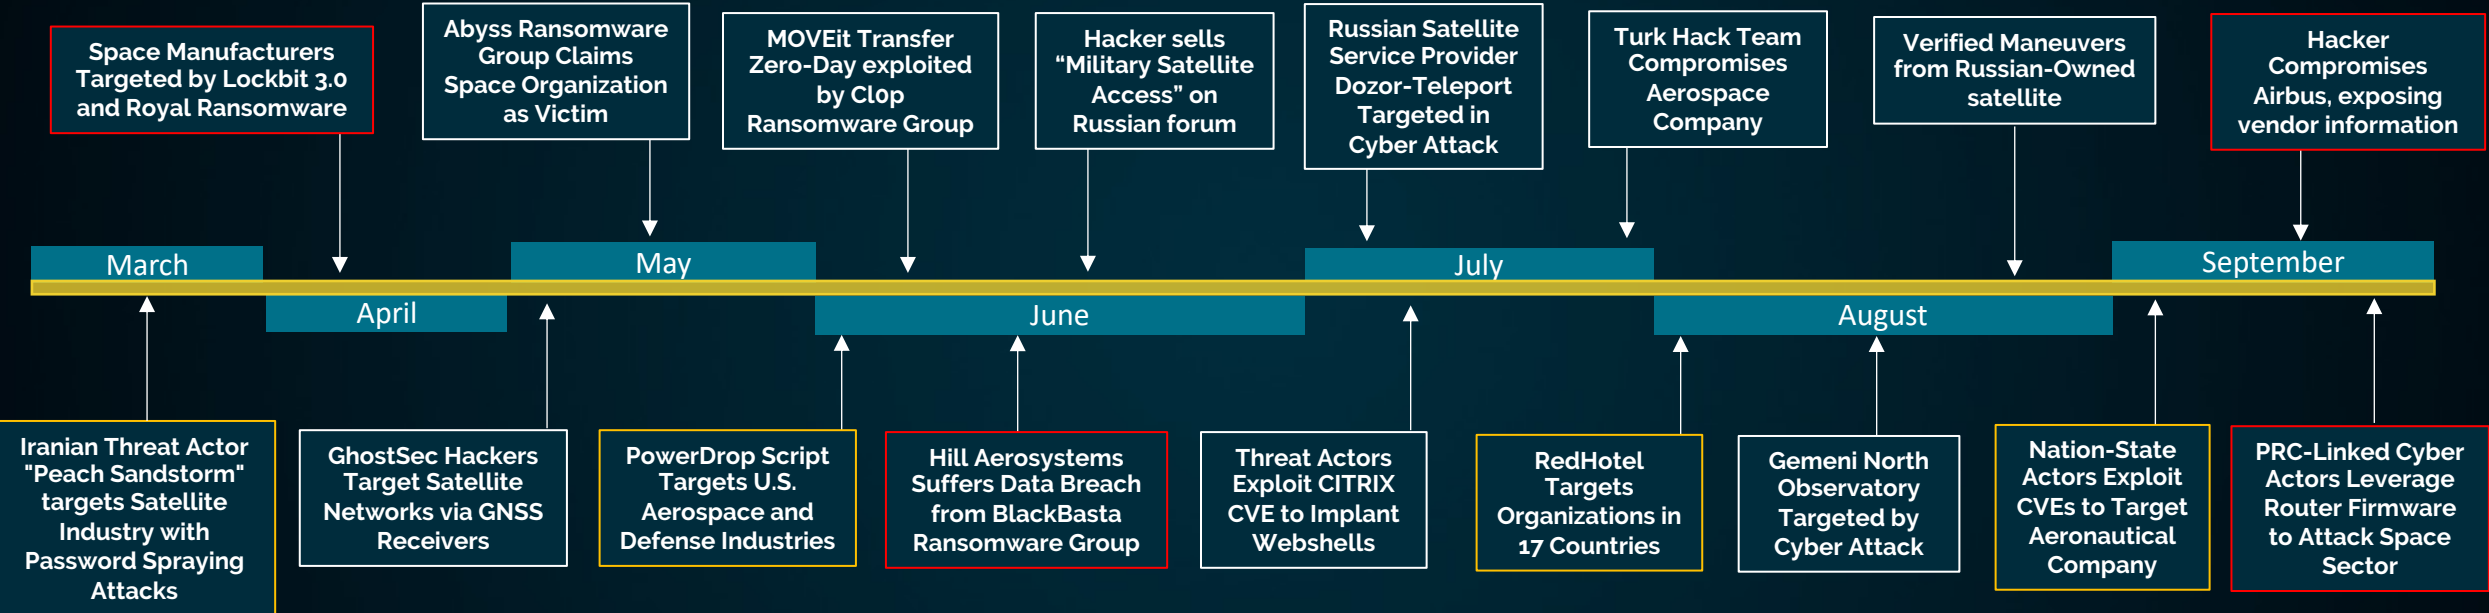 Space Manufacturers
Targeted by Lockbit 3.0
and Royal Ransomware
Abyss Ransomware
Group Claims
Space Organization
as Victim
MOVEit Transfer
Zero-Day exploited
by Cl0p
Ransomware Group
Hacker sells
“Military Satellite
Access” on
Russian forum
Russian Satellite
Service Provider
Dozor-Teleport
Targeted in
Cyber Attack
Turk Hack Team
Compromises
Aerospace
Company
Verified Maneuvers
from Russian-Owned
satellite
Hacker
Compromises
Airbus, exposing
vendor information
March
April
May
June
July
August
September
Iranian Threat Actor
"Peach Sandstorm"
targets Satellite
Industry with
Password Spraying
Attacks
GhostSec Hackers
Target Satellite
Networks via GNSS
Receivers
PowerDrop Script
Targets U.S.
Aerospace and
Defense Industries
Hill Aerosystems
Suffers Data Breach
from BlackBasta
Ransomware Group
Threat Actors
Exploit CITRIX
CVE to Implant
Webshells
RedHotel
Targets
Organizations in
17 Countries
Gemeni North
Observatory
Targeted by
Cyber Attack
Nation-State
Actors Exploit
CVEs to Target
Aeronautical
Company
PRC-Linked Cyber
Actors Leverage
Router Firmware
to Attack Space
Sector